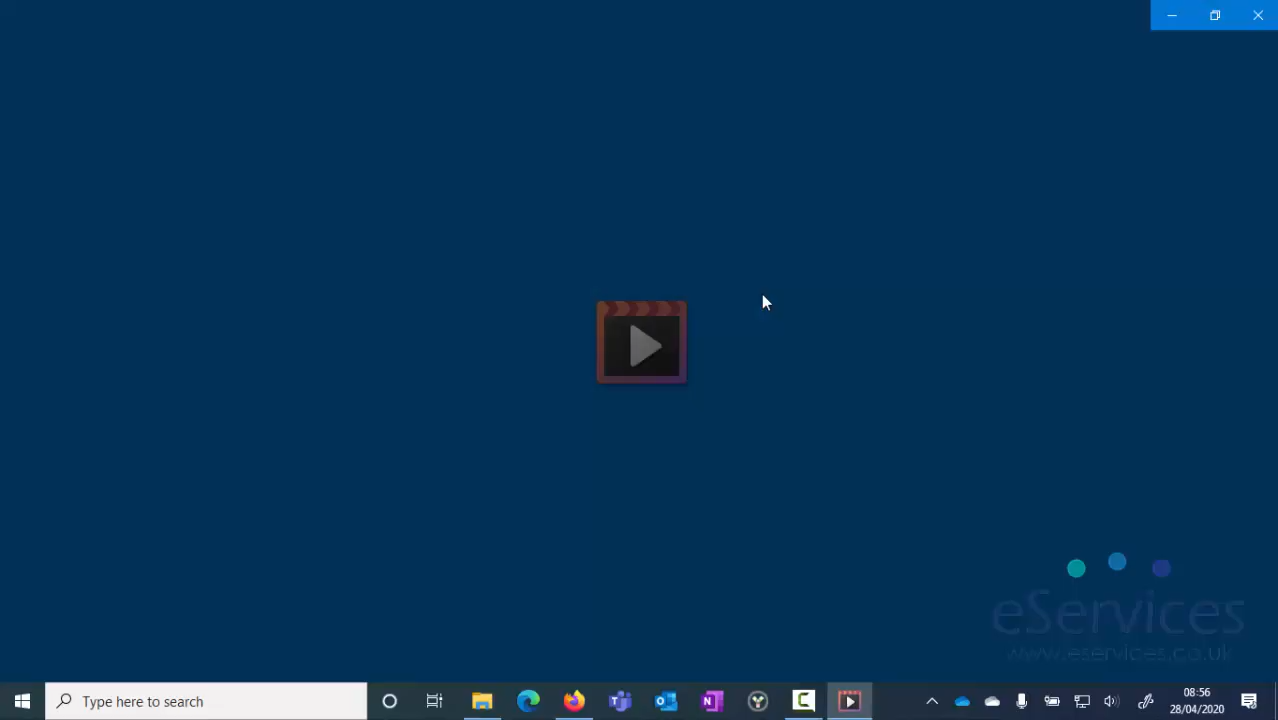 eServices
www.eservices.co.uk
Type here to search
08:56
28/04/2020